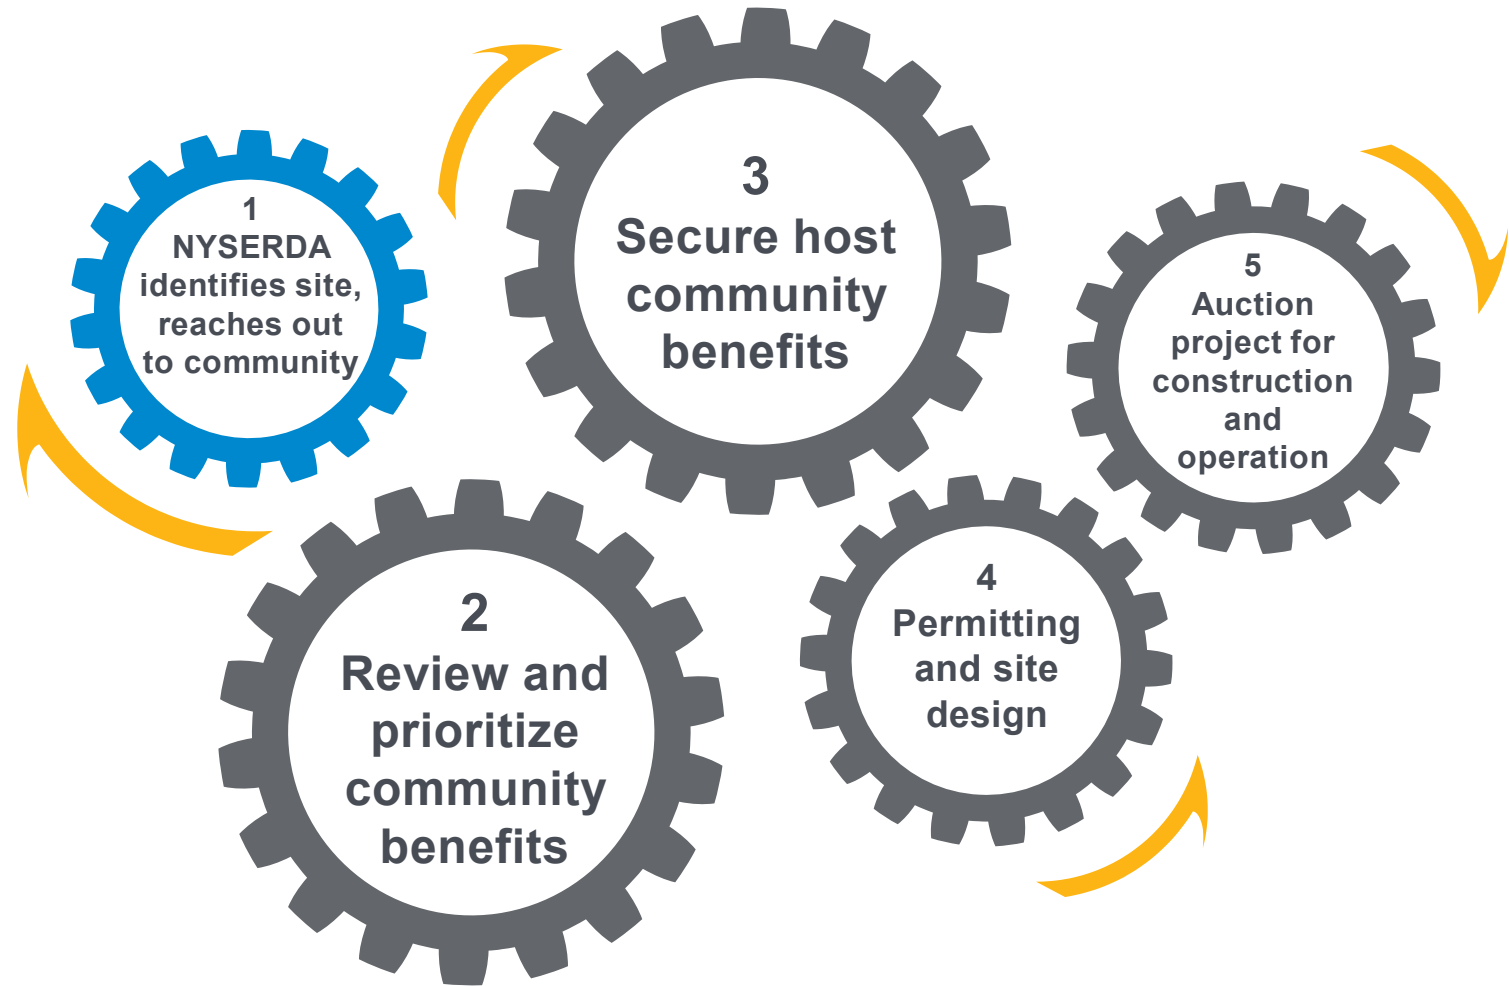 1
NYSERDA
identifies site,
reaches out
to community
2
Review and
prioritize
community
benefits
3
Secure host
community
benefits
4
Permitting
and site
design
5
Auction
project for
construction
and
operation